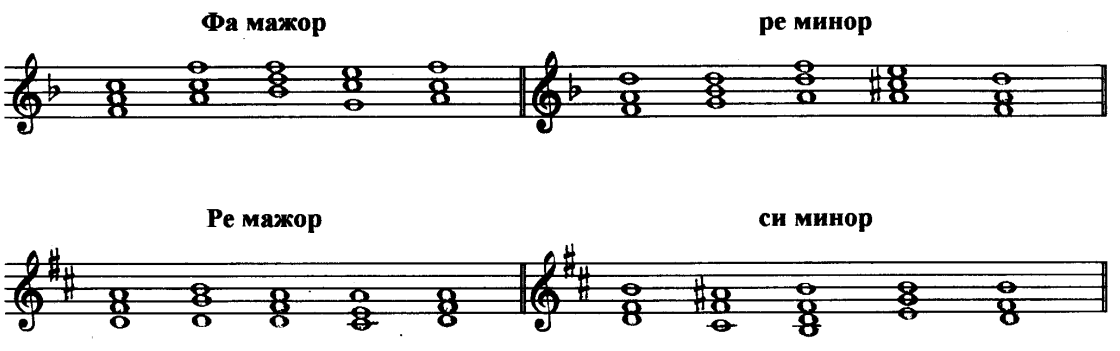 Фа мажор
ре минор
Ре мажор
си минор